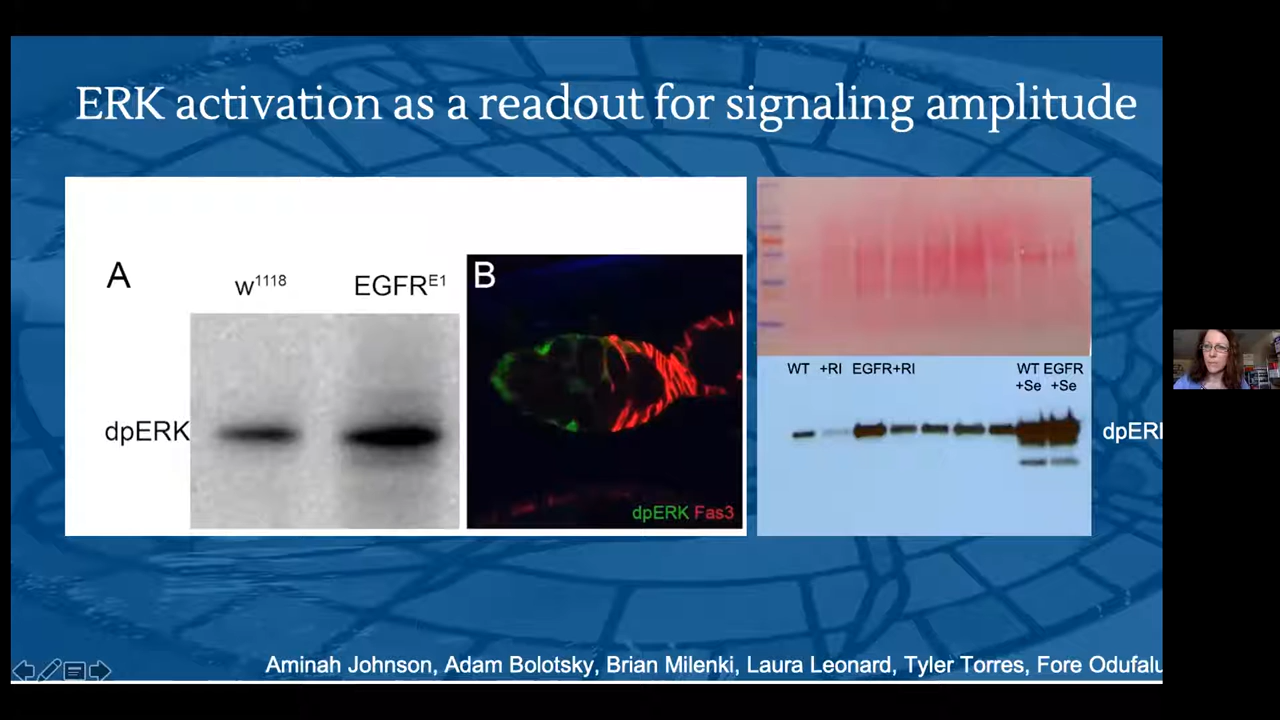 ERK activation as a readout for signaling amplitude
A
w1118
EGFRE1
dpERK
B
dpERK Fas3
WT +RI EGFR+RI WT EGFR
+Se +Se
dpER
Aminah Johnson, Adam Bolotsky, Brian Milenki, Laura Leonard, Tyler Torres, Fore Odufalu